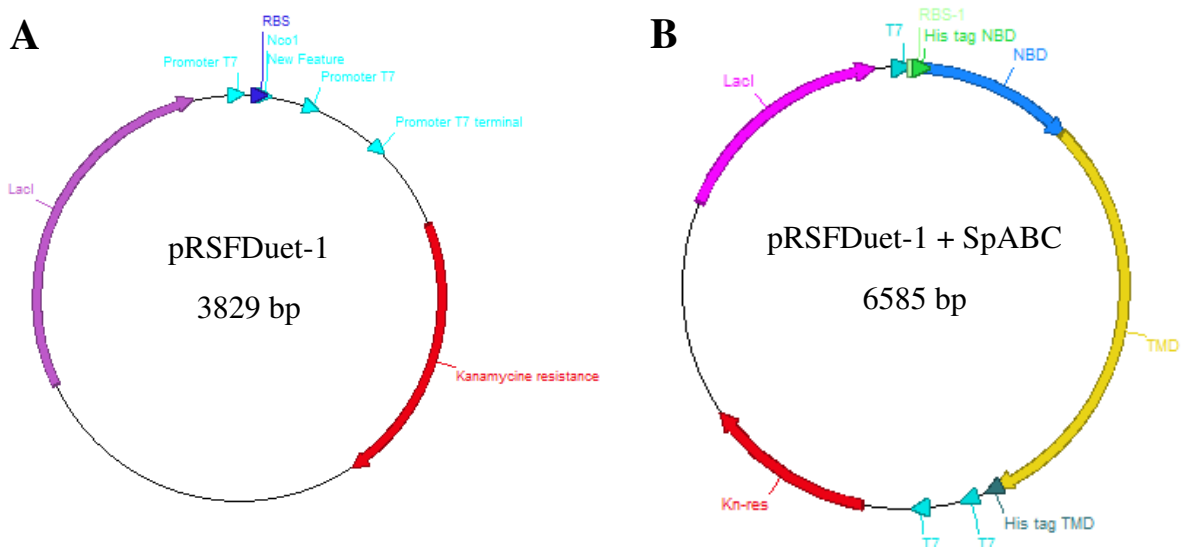 A
RBS
Nco1
New Feature
Promoter T7
Promoter T7
Promoter T7 terminal
LacI
pRSFDuet-1
3829 bp
Kanamycine resistance
B
RBS-1
T7
His tag NBD
NBD
LacI
pRSFDuet-1 + SpABC
6585 bp
TMD
Kn-res
His tag TMD
T7
T7